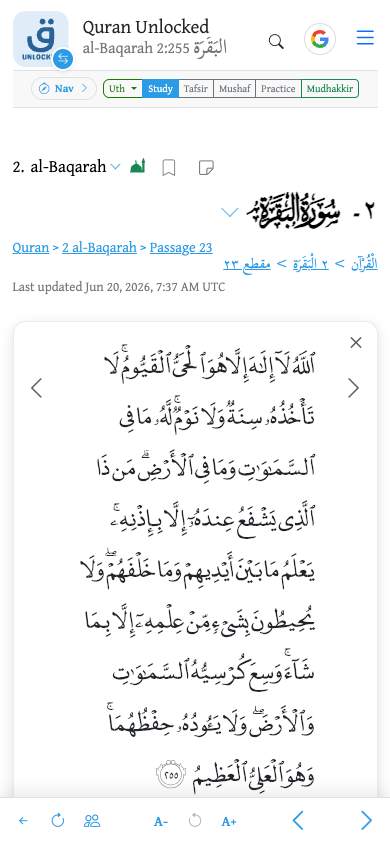 ق
UNLOCK
Quran Unlocked
al-Baqarah 2:255 البَقَرَة
Nav
Uth Study Tafsir Mushaf Practice Mudhakkir
2. al-Baqarah
٢ - سُورَةُ البَقَرَةِ
Quran > 2 al-Baqarah > Passage 23
الْقُرْآن > ٢ الْبَقَرَة > مقطع ٢٣
Last updated Jun 20, 2026, 7:37 AM UTC
ٱللَّهُ لَآ إِلَٰهَ إِلَّا هُوَ ٱلْحَىُّ ٱلْقَيُّومُ ۚ لَا
تَأْخُذُهُۥ سِنَةٌ وَلَا نَوْمٌ ۚ لَّهُۥ مَا فِى
ٱلسَّمَٰوَٰتِ وَمَا فِى ٱلْأَرْضِ ۗ مَن ذَا
ٱلَّذِى يَشْفَعُ عِندَهُۥٓ إِلَّا بِإِذْنِهِۦ ۚ
يَعْلَمُ مَا بَيْنَ أَيْدِيهِمْ وَمَا خَلْفَهُمْ ۖ وَلَا
يُحِيطُونَ بِشَىْءٍ مِّنْ عِلْمِهِۦٓ إِلَّا بِمَا
شَآءَ ۚ وَسِعَ كُرْسِيُّهُ ٱلسَّمَٰوَٰتِ
وَٱلْأَرْضَ ۖ وَلَا يَـُٔودُهُۥ حِفْظُهُمَا ۚ
وَهُوَ ٱلْعَلِىُّ ٱلْعَظِيمُ ٢٥٥
A- A+